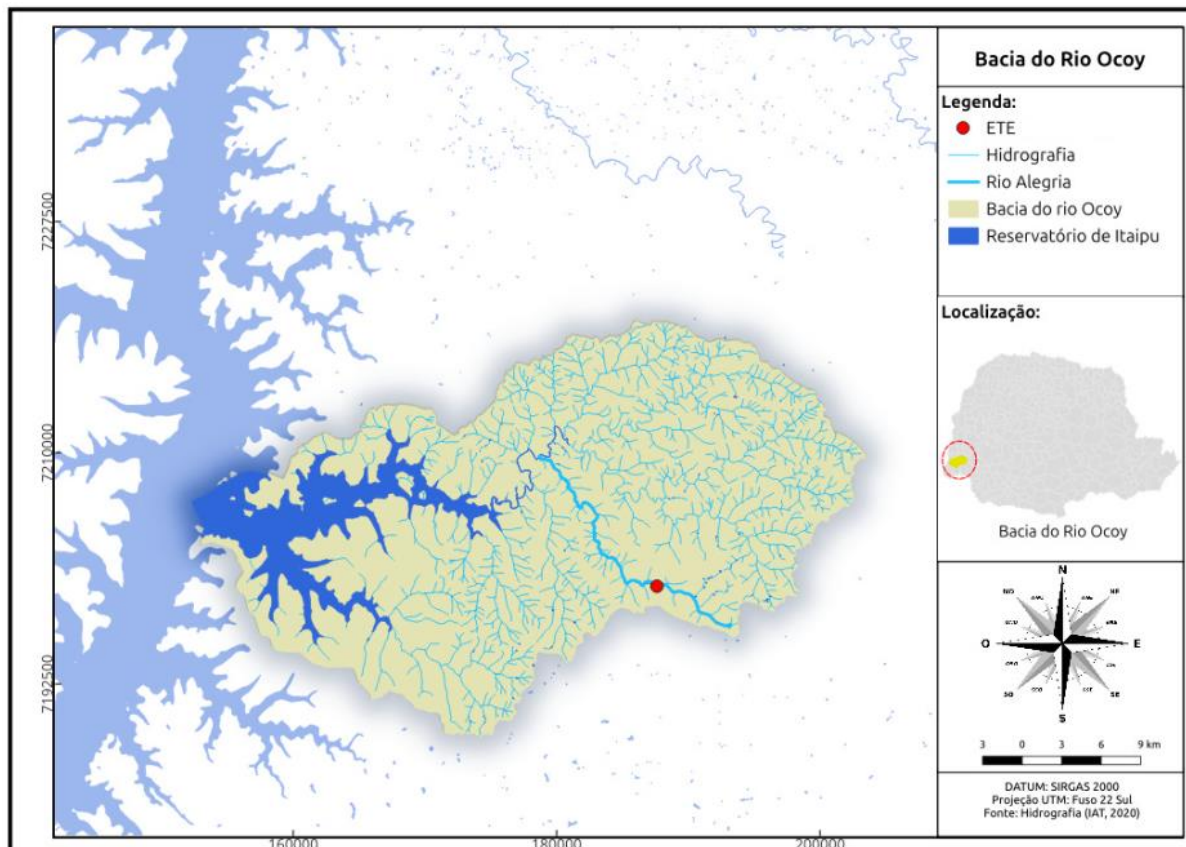 Bacia do Rio Ocoy
Legenda:
ETE
Hidrografia
Rio Alegria
Bacia do rio Ocoy
Reservatório de Itaipu
Localização:
Bacia do Rio Ocoy
N
NO
NE
O
E
SO
SE
S
3 0 3 6 9 km
DATUM: SIRGAS 2000
Projeção UTM: Fuso 22 Sul
Fonte: Hidrografia (IAT, 2020)
7227500
7210000
7192500
160000
180000
200000